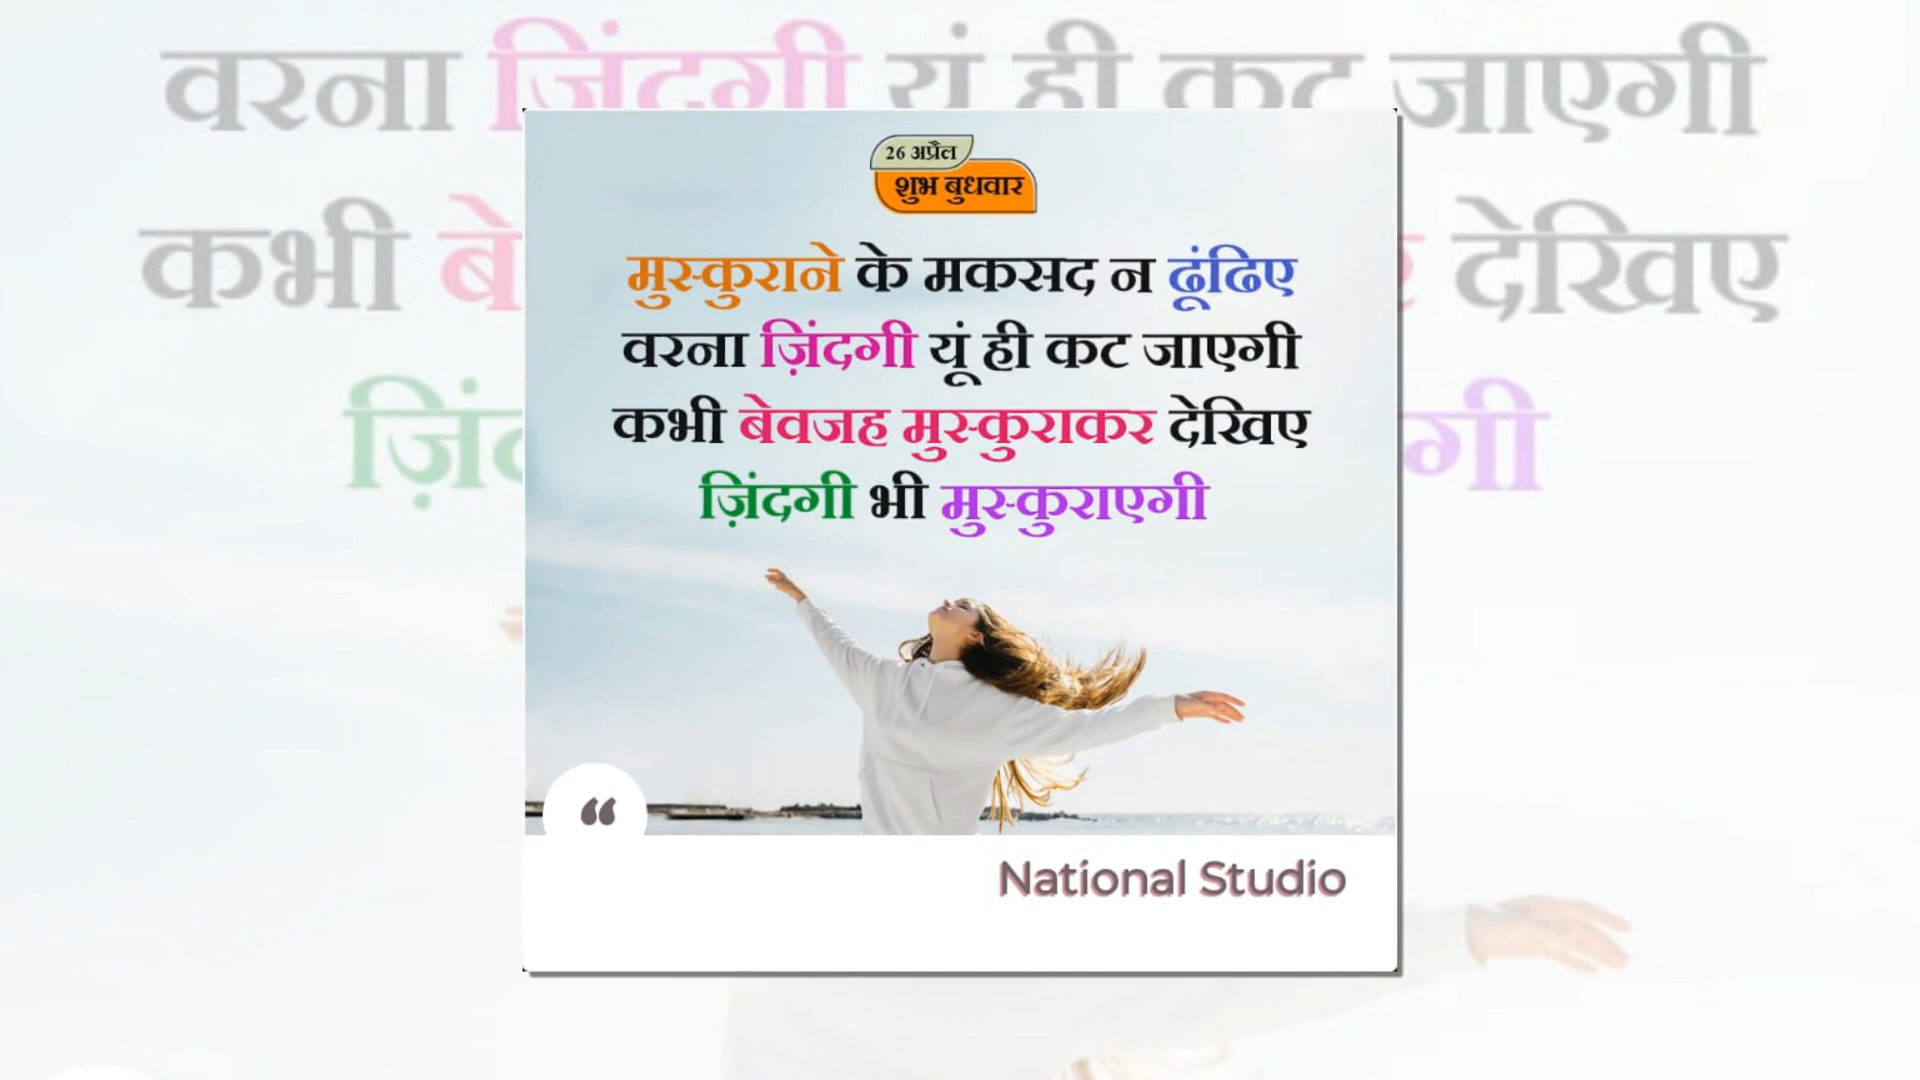 26 अप्रैल
शुभ बुधवार
मुस्कुराने के मकसद न ढूंढिए
वरना ज़िंदगी यूं ही कट जाएगी
कभी बेवजह मुस्कुराकर देखिए
ज़िंदगी भी मुस्कुराएगी
National Studio